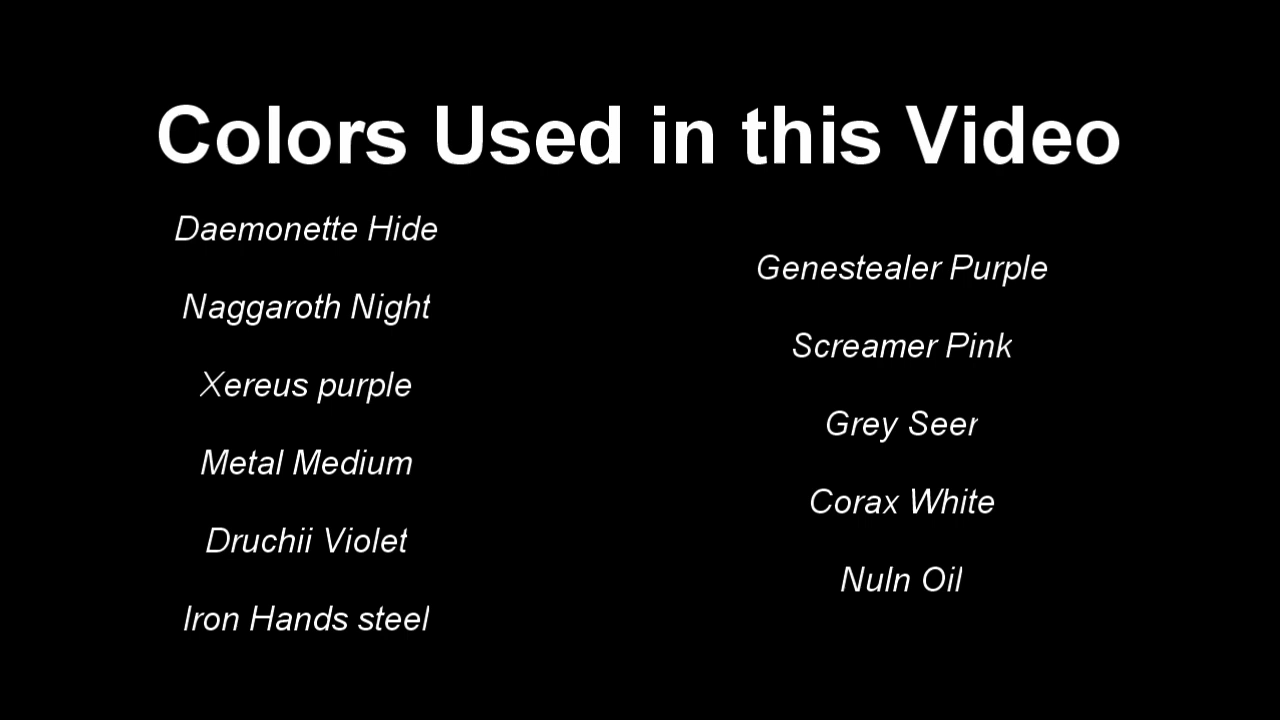 Colors Used in this Video
Daemonette Hide
Naggaroth Night
Xereus purple
Metal Medium
Druchii Violet
Iron Hands steel
Genestealer Purple
Screamer Pink
Grey Seer
Corax White
Nuln Oil